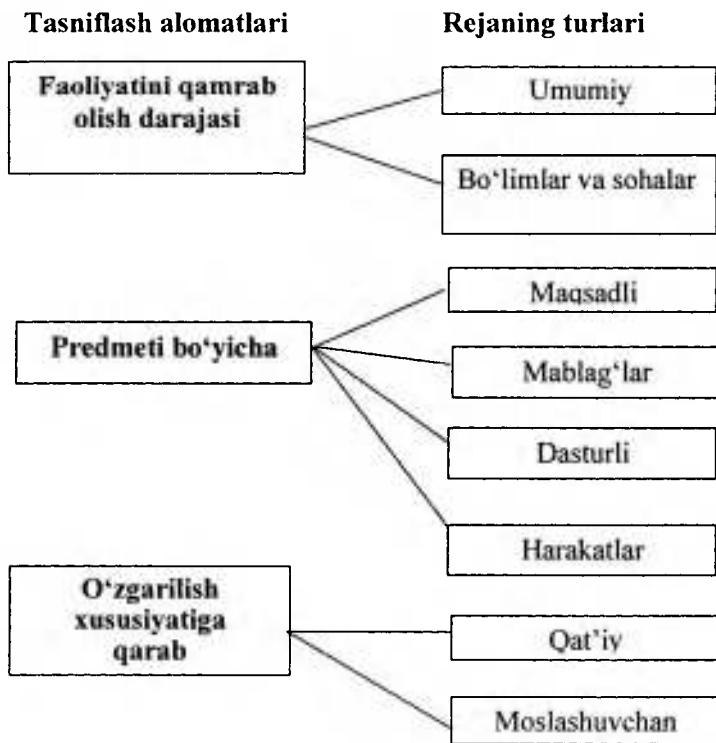 Tasniflash alomatlari
Rejaning turlari
Faoliyatini qamrab
olish darajasi
Umumiy
Bo‘limlar va sohalar
Predmeti bo‘yicha
Maqsadli
Mablag‘lar
Dasturli
Harakatlar
O‘zgarilish
xususiyatiga
qarab
Qat’iy
Moslashuvchan